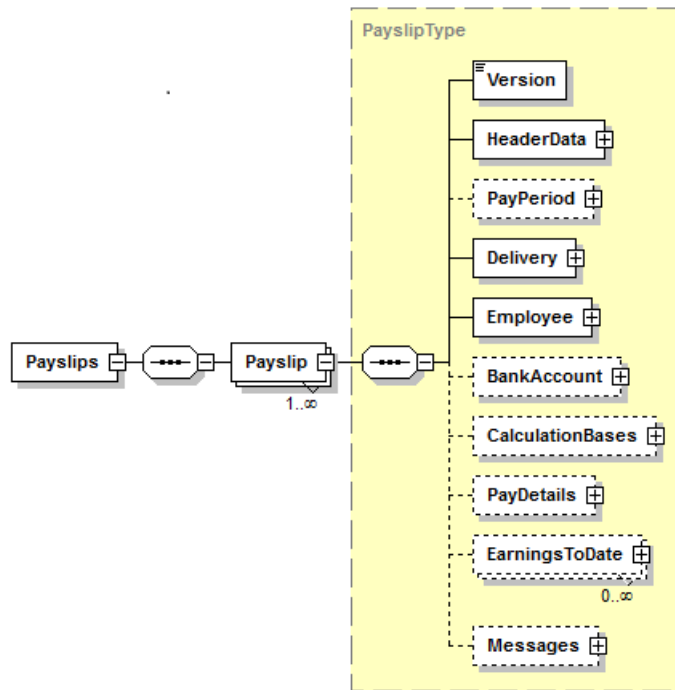 PayslipType
Version
HeaderData
PayPeriod
Delivery
Employee
Payslips
Payslip
1..∞
BankAccount
CalculationBases
PayDetails
EarningsToDate
0..∞
Messages